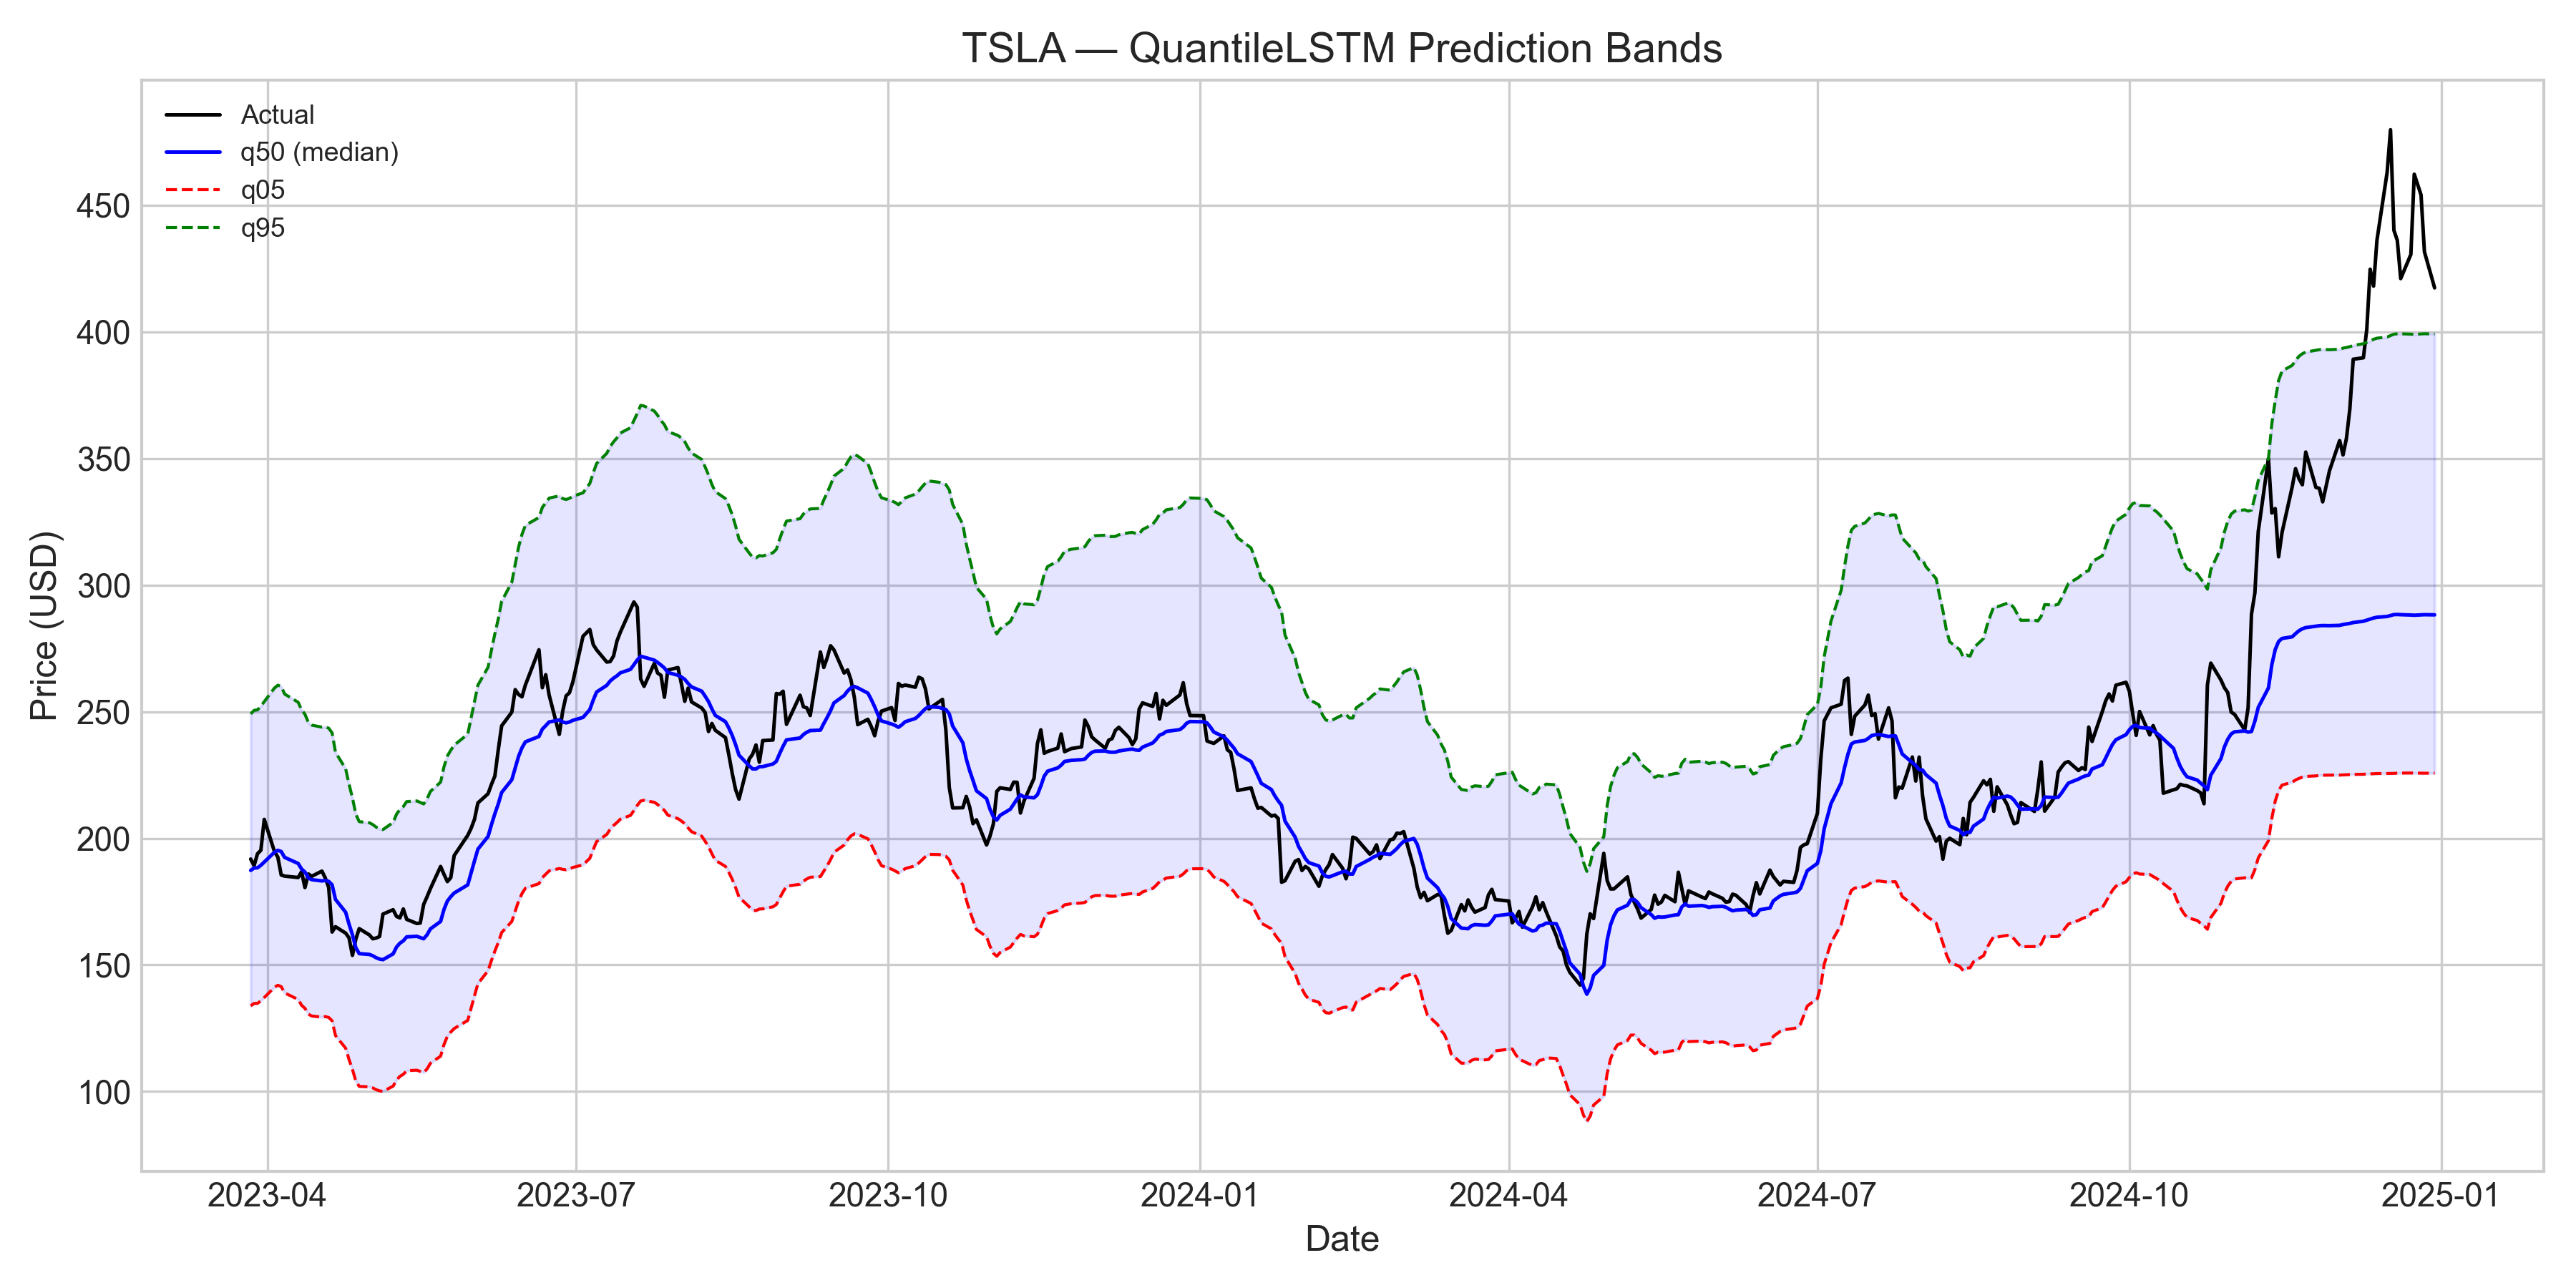 TSLA — QuantileLSTM Prediction Bands
Actual
q50 (median)
q05
q95
Price (USD)
450
400
350
300
250
200
150
100
2023-04 2023-07 2023-10 2024-01 2024-04 2024-07 2024-10 2025-01
Date